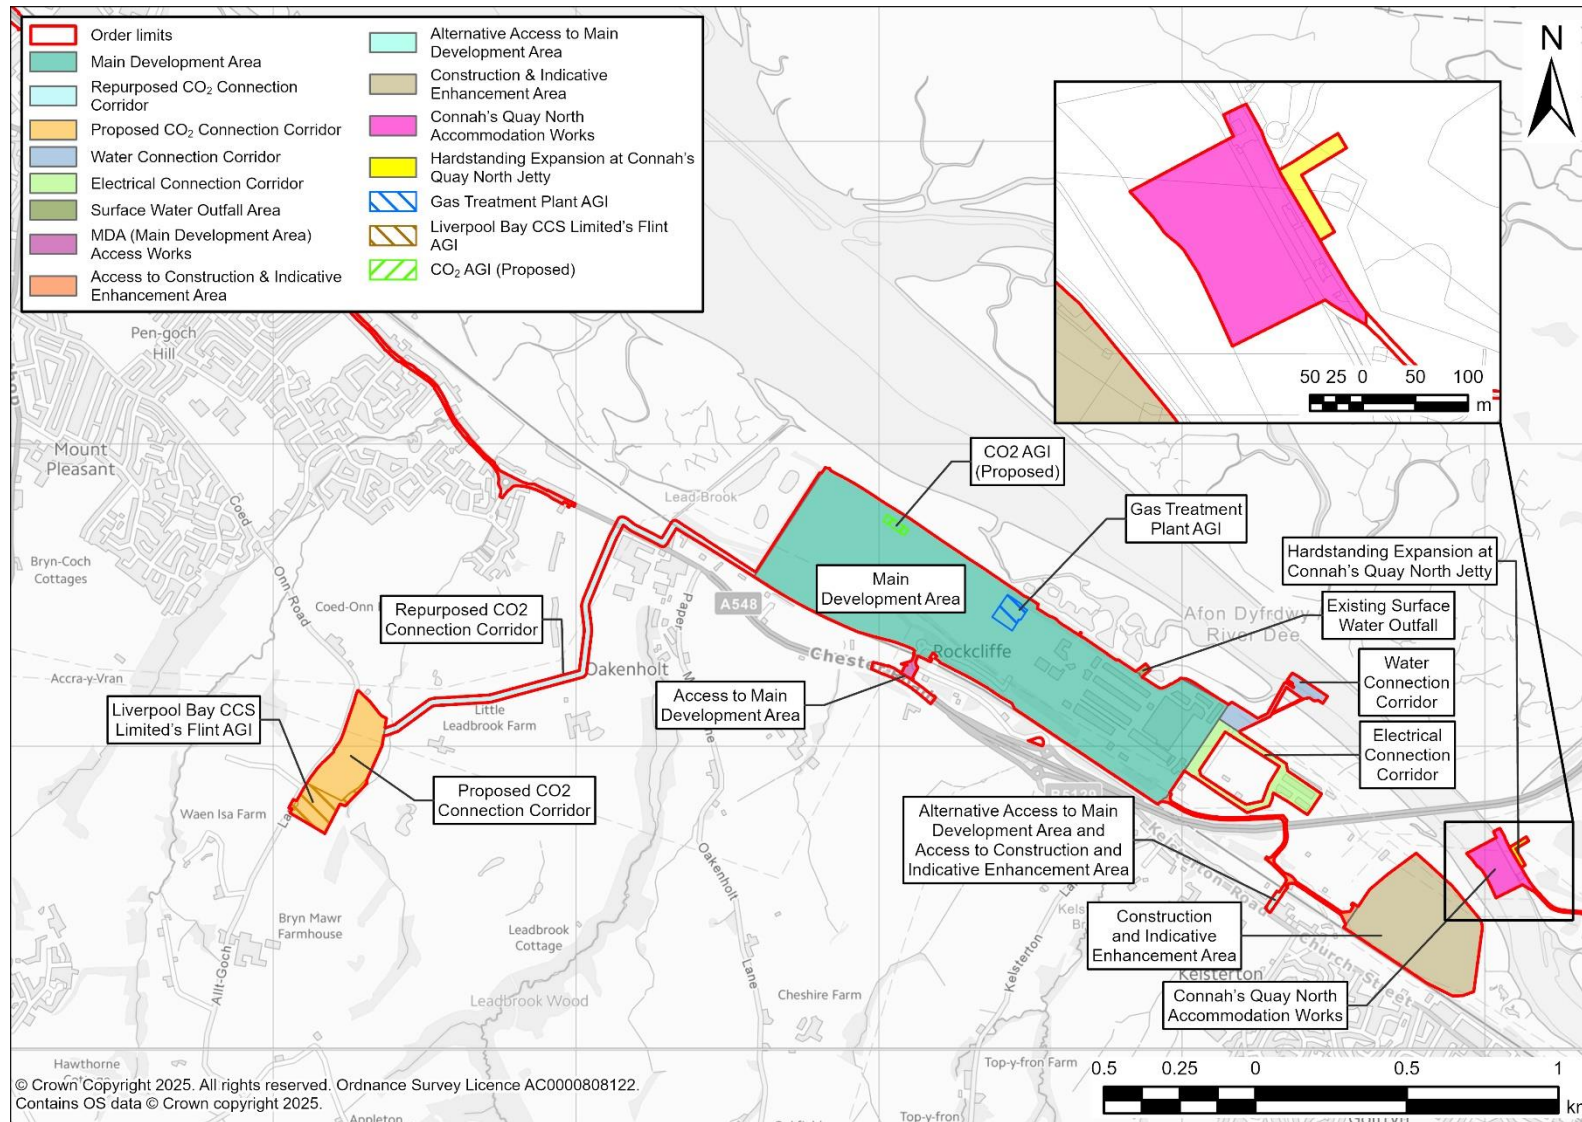 Order limits
Main Development Area
Repurposed CO₂ Connection
Corridor
Proposed CO₂ Connection Corridor
Water Connection Corridor
Electrical Connection Corridor
Surface Water Outfall Area
MDA (Main Development Area)
Access Works
Access to Construction & Indicative
Enhancement Area
Alternative Access to Main
Development Area
Construction & Indicative
Enhancement Area
Connah's Quay North
Accommodation Works
Hardstanding Expansion at Connah's
Quay North Jetty
Gas Treatment Plant AGI
Liverpool Bay CCS Limited's Flint
AGI
CO₂ AGI (Proposed)
N
50 25 0 50 100
m
Pen-goch
Hill
Mount
Pleasant
Coed
Onn Road
Bryn-Coch
Cottages
Coed-Onn
Lead Brook
CO2 AGI
(Proposed)
Gas Treatment
Plant AGI
Hardstanding Expansion at
Connah's Quay North Jetty
Main
Development Area
A548
Paper
Repurposed CO2
Connection Corridor
Afon Dyfrdwy
River Dee
Existing Surface
Water Outfall
Rockcliffe
Chester
Oakenholt
Accra-y-Vran
Access to Main
Development Area
Water
Connection
Corridor
Little
Leadbrook Farm
Liverpool Bay CCS
Limited's Flint AGI
Electrical
Connection
Corridor
Proposed CO2
Connection Corridor
B5129
Waen Isa Farm
Alternative Access to Main
Development Area and
Access to Construction and
Indicative Enhancement Area
Kelsterton Road
Oakenholt
Lane
Bryn Mawr
Farmhouse
Leadbrook
Cottage
Construction
and Indicative
Enhancement Area
Church Street
Kelsterton
Kelsterton
Allt-Goch
Leadbrook Wood
Cheshire Farm
Connah's Quay North
Accommodation Works
Hawthorne
Top-y-fron Farm
© Crown Copyright 2025. All rights reserved. Ordnance Survey Licence AC0000808122.
Contains OS data © Crown copyright 2025.
Appleton
Top-y-fron
0.5 0.25 0 0.5 1
km